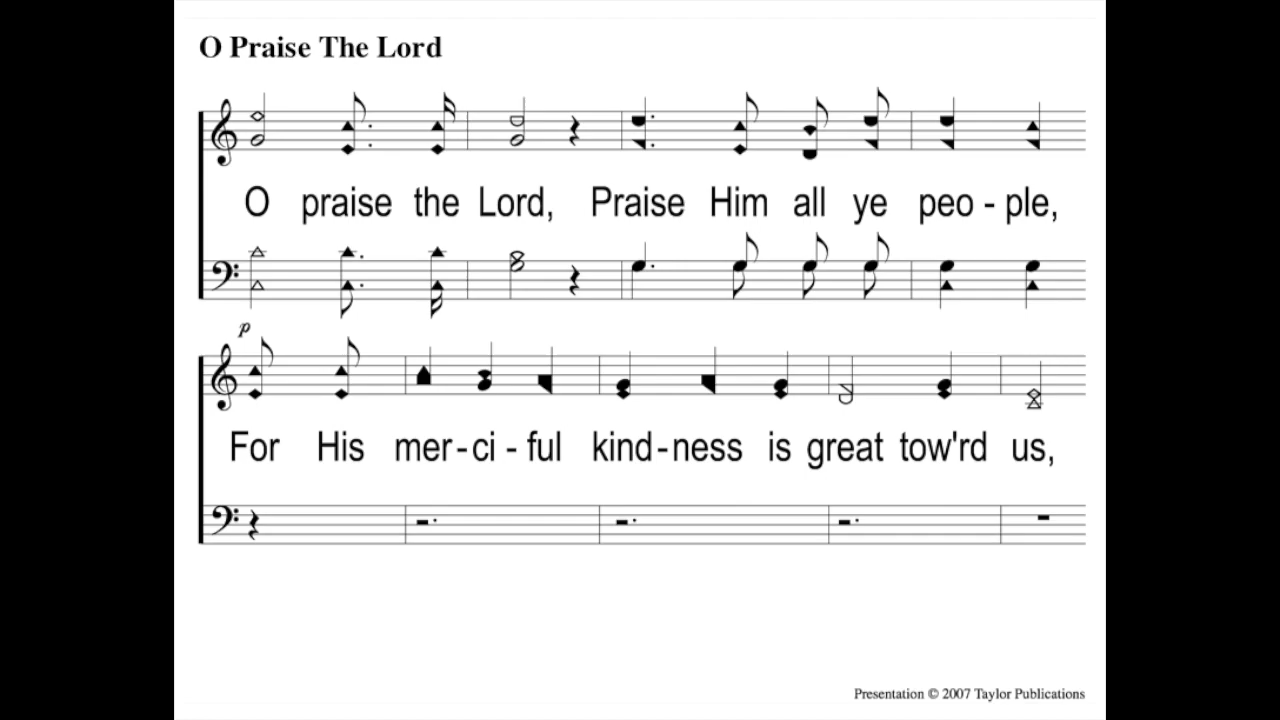 O Praise The Lord
O praise the Lord, Praise Him all ye peo - ple,
p
For His mer - ci - ful kind - ness is great tow'rd us,
Presentation © 2007 Taylor Publications